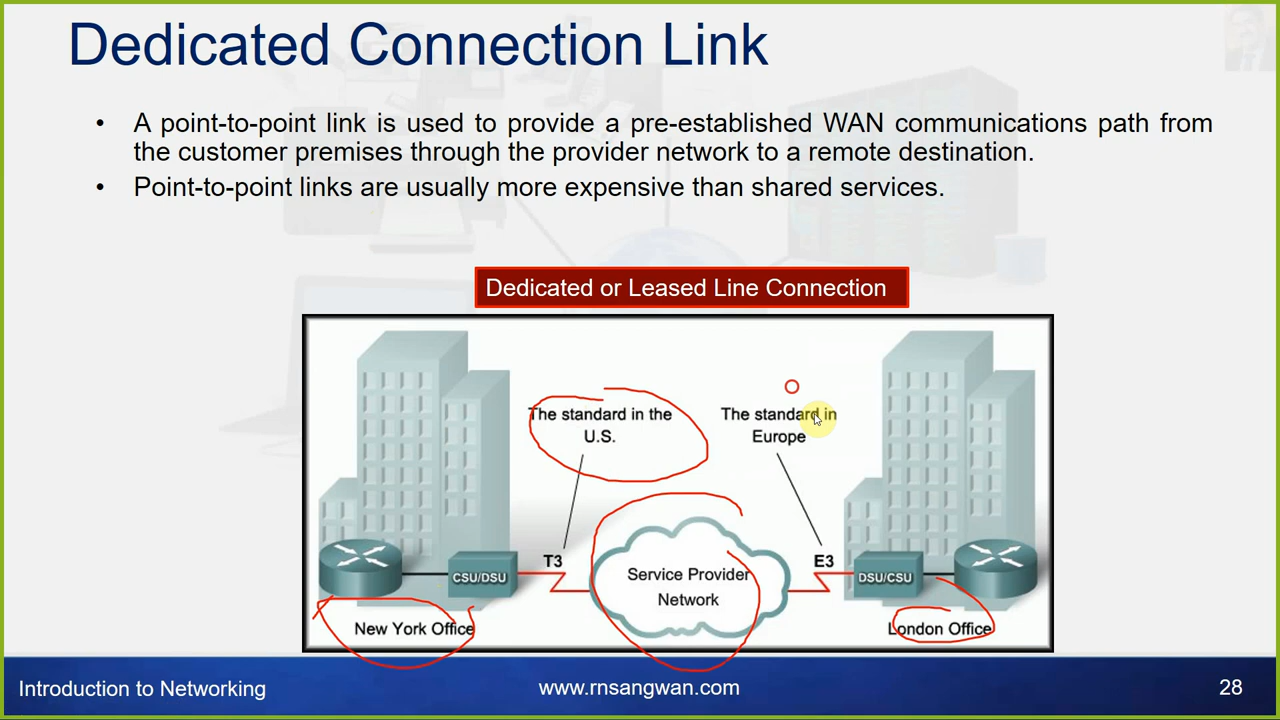 Dedicated Connection Link
• A point-to-point link is used to provide a pre-established WAN communications path from
the customer premises through the provider network to a remote destination.
• Point-to-point links are usually more expensive than shared services.
Dedicated or Leased Line Connection
The standard in the
U.S.
The standard in
Europe
T3
E3
CSU/DSU
Service Provider
Network
DSU/CSU
New York Office
London Office
Introduction to Networking
www.rnsangwan.com
28